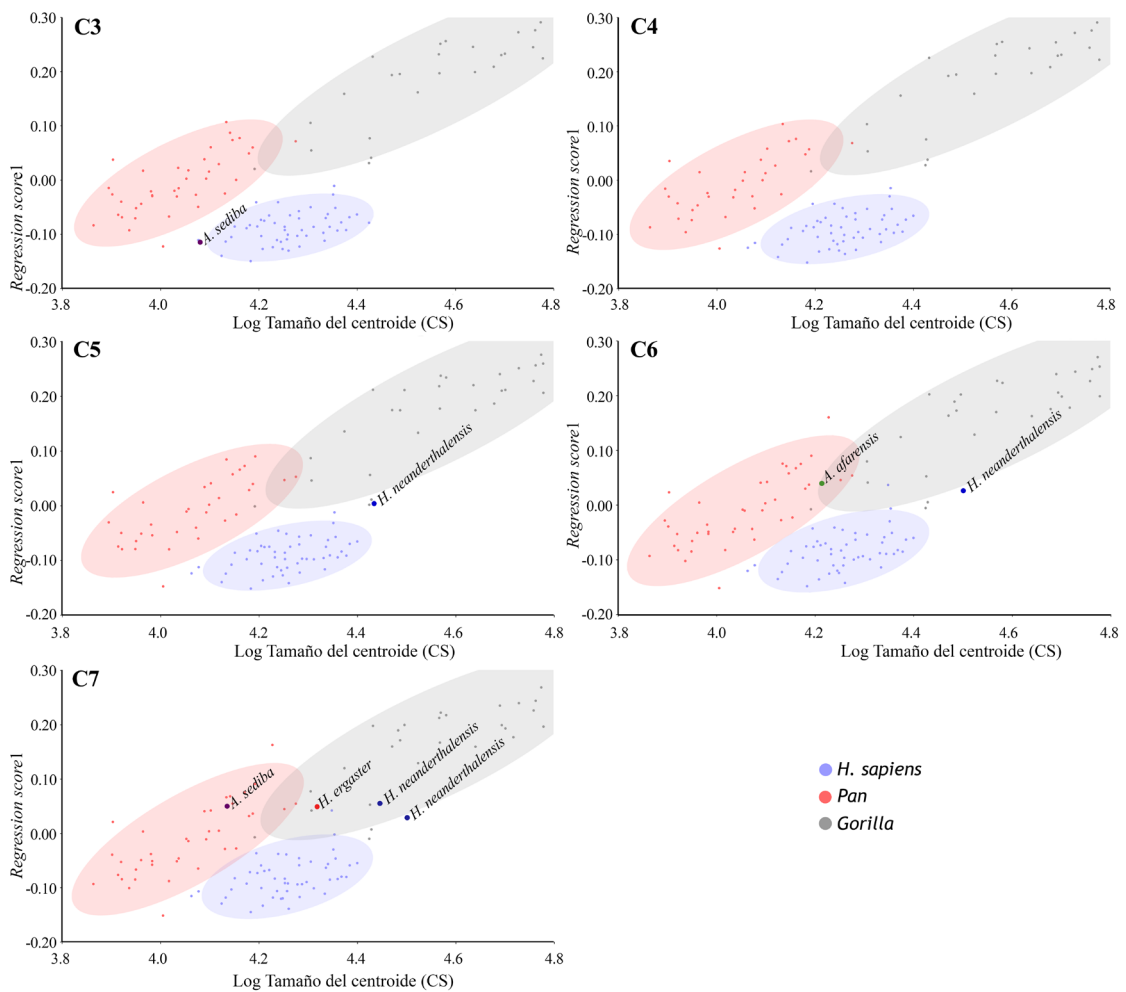 C3
0.30
0.20
0.10
0.00
-0.10
-0.20
Regression score1
A. sediba
3.8 4.0 4.2 4.4 4.6 4.8
Log Tamaño del centroide (CS)
C4
0.30
0.20
0.10
0.00
-0.10
-0.20
Regression score1
3.8 4.0 4.2 4.4 4.6 4.8
Log Tamaño del centroide (CS)
C5
0.30
0.20
0.10
0.00
-0.10
-0.20
Regression score1
H. neanderthalensis
3.8 4.0 4.2 4.4 4.6 4.8
Log Tamaño del centroide (CS)
C6
0.30
0.20
0.10
0.00
-0.10
-0.20
Regression score1
A. afarensis
H. neanderthalensis
3.8 4.0 4.2 4.4 4.6 4.8
Log Tamaño del centroide (CS)
C7
0.30
0.20
0.10
0.00
-0.10
-0.20
Regression score1
A. sediba
H. ergaster
H. neanderthalensis
H. neanderthalensis
3.8 4.0 4.2 4.4 4.6 4.8
Log Tamaño del centroide (CS)
H. sapiens
Pan
Gorilla